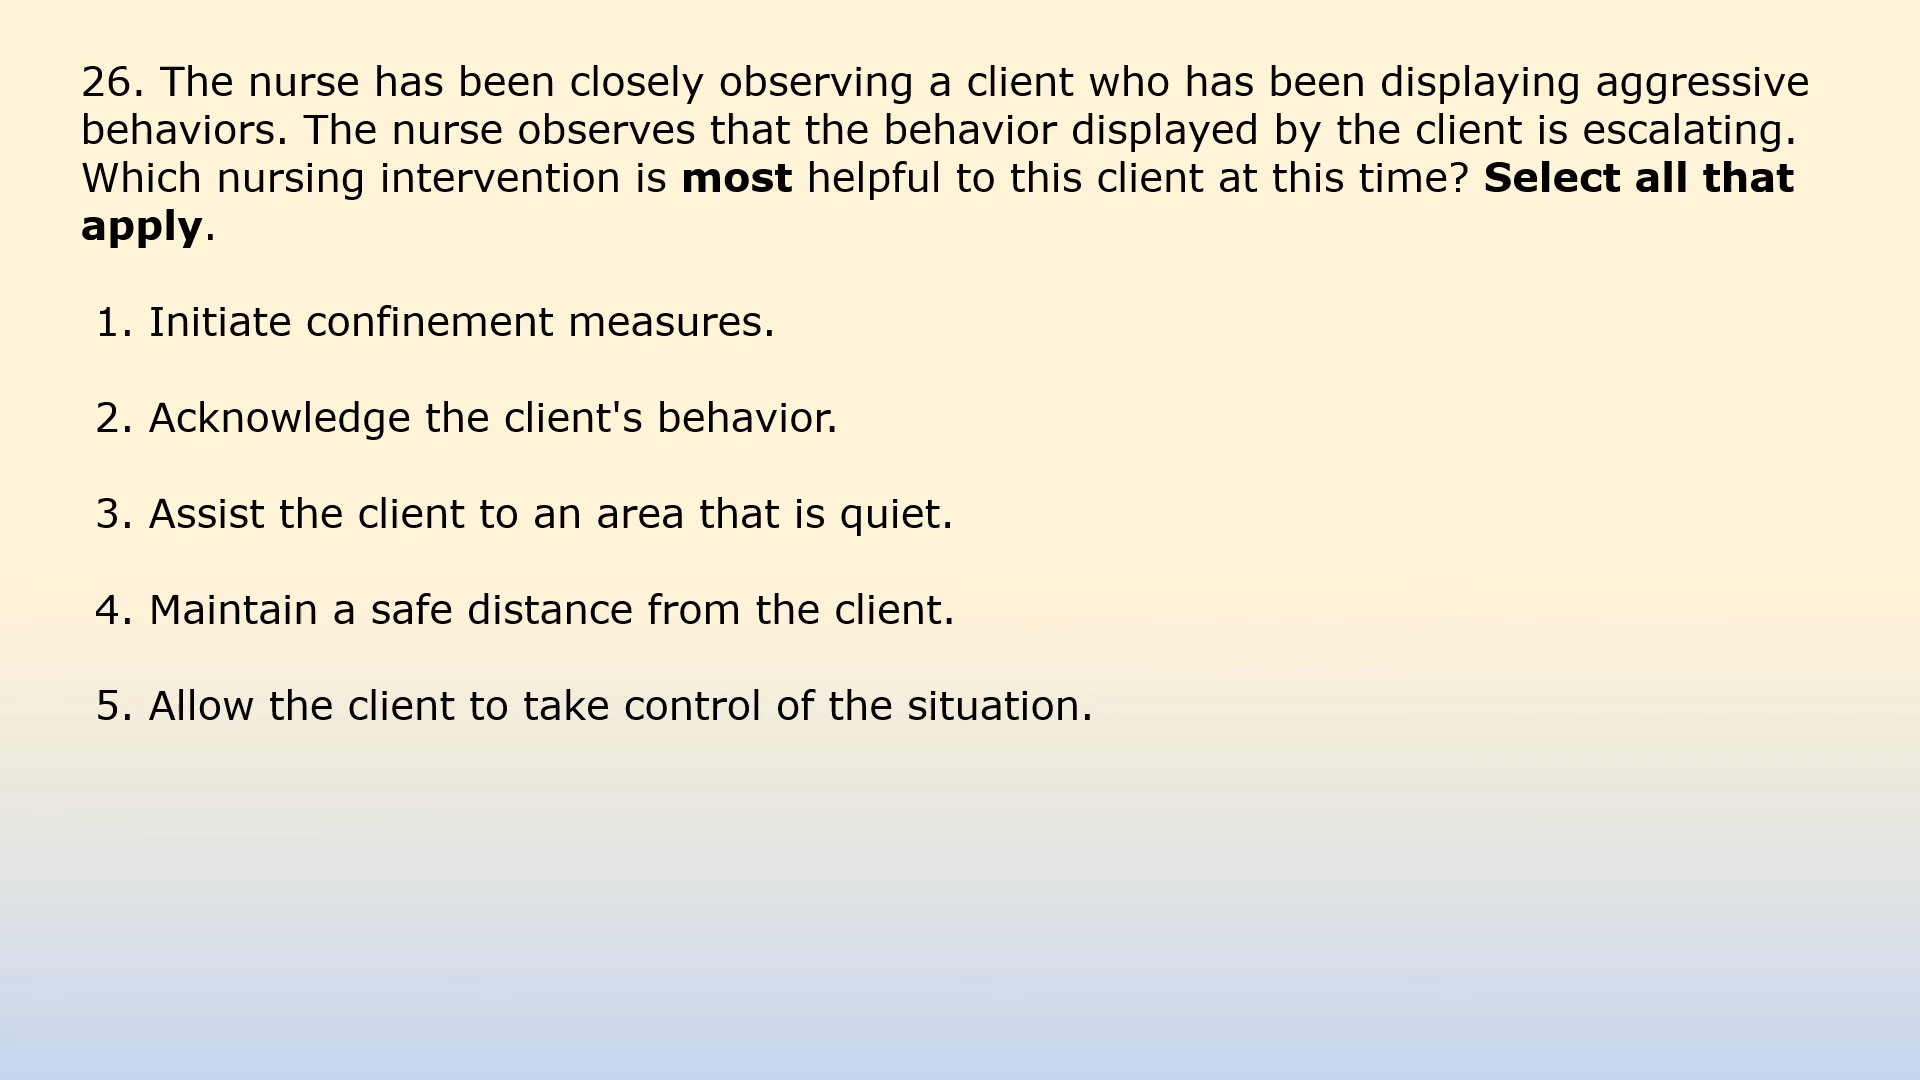 26. The nurse has been closely observing a client who has been displaying aggressive
behaviors. The nurse observes that the behavior displayed by the client is escalating.
Which nursing intervention is most helpful to this client at this time? Select all that
apply.
1. Initiate confinement measures.
2. Acknowledge the client's behavior.
3. Assist the client to an area that is quiet.
4. Maintain a safe distance from the client.
5. Allow the client to take control of the situation.